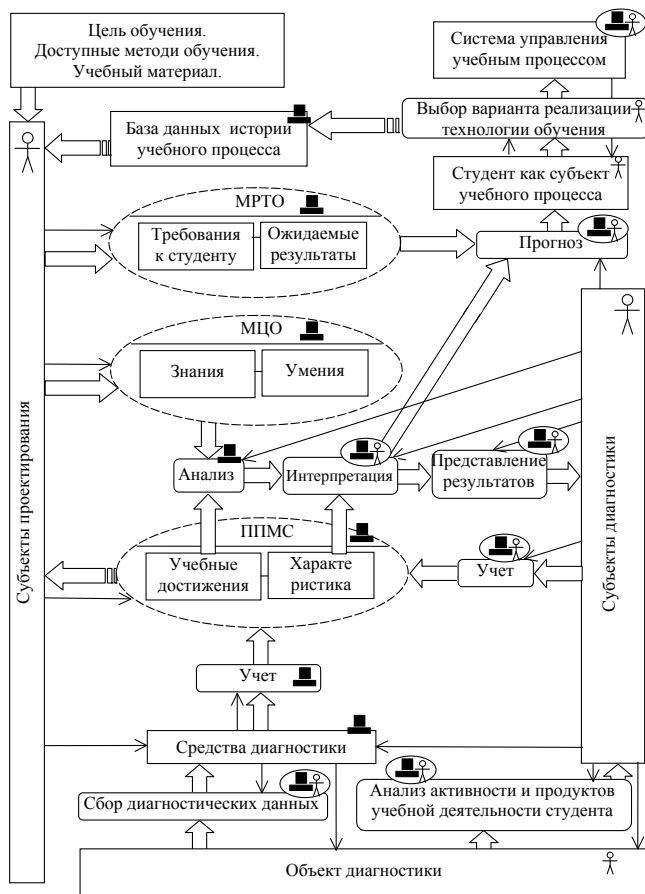 Цель обучения.
Доступные методи обучения.
Учебный материал.
Система управления
учебным процессом
База данных истории
учебного процесса
Выбор варианта реализации
технологии обучения
Студент как субъект
учебного процесса
МРТО
Требования
к студенту
Ожидаемые
результаты
Прогноз
МЦО
Знания
Умения
Анализ
Интерпретация
Представление
результатов
Субъекты проектирования
Субъекты диагностики
ППМС
Учебные
достижения
Характе
ристика
Учет
Учет
Средства диагностики
Сбор диагностических данных
Анализ активности и продуктов
учебной деятельности студента
Объект диагностики